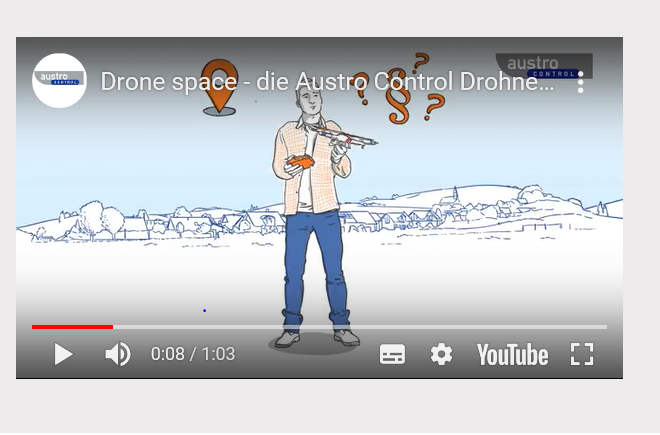 austro
CONTROL
Drone space - die Austro Control Drohne...
austro
CONTROL
? § ? ?
0:08 / 1:03
YouTube